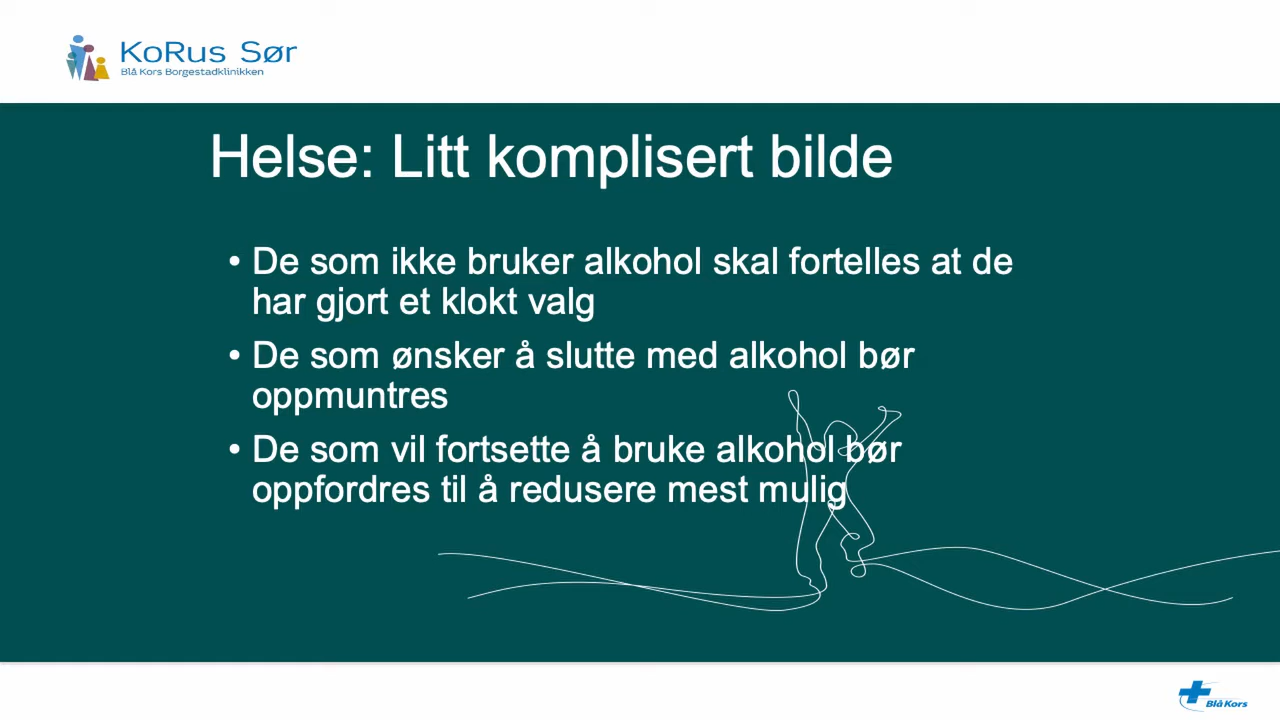 KoRus Sør
Blå Kors Borgestadklinikken
Helse: Litt komplisert bilde
• De som ikke bruker alkohol skal fortelles at de
har gjort et klokt valg
• De som ønsker å slutte med alkohol bør
oppmuntres
• De som vil fortsette å bruke alkohol bør
oppfordres til å redusere mest mulig
Blå Kors